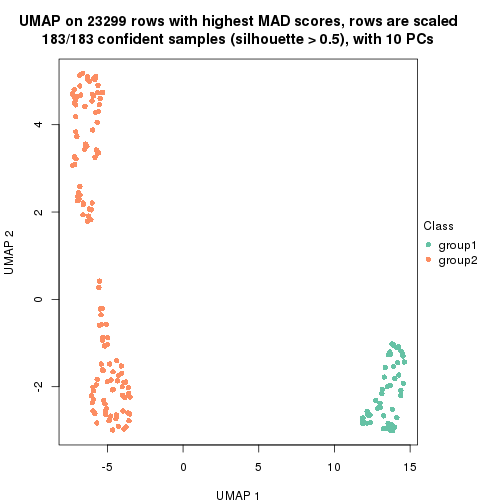 UMAP on 23299 rows with highest MAD scores, rows are scaled
183/183 confident samples (silhouette > 0.5), with 10 PCs
4
2
0
-2
UMAP 2
-5
0
5
10
15
UMAP 1
Class
group1
group2